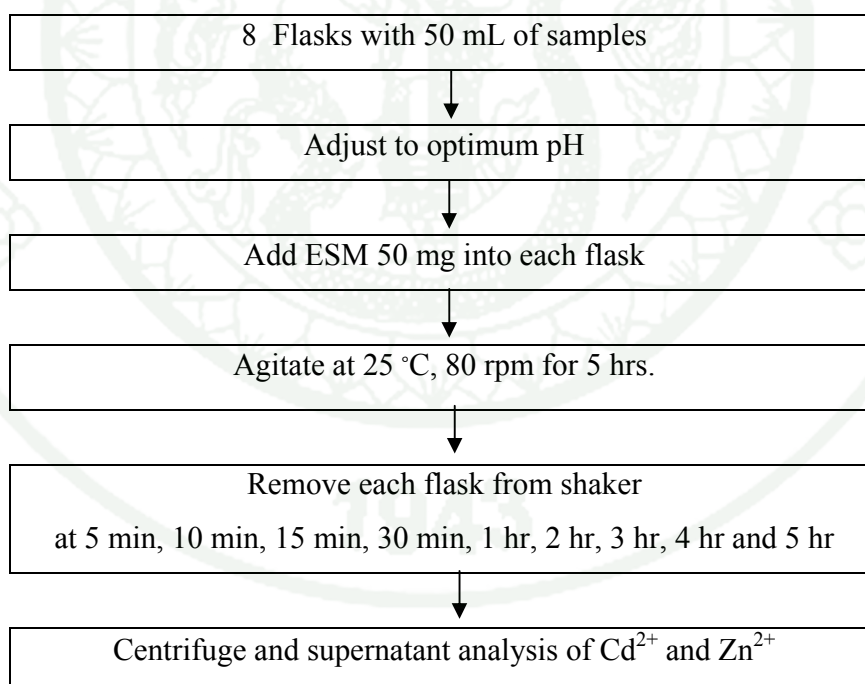 8 Flasks with 50 mL of samples
Adjust to optimum pH
Add ESM 50 mg into each flask
Agitate at 25 °C, 80 rpm for 5 hrs.
Remove each flask from shaker
at 5 min, 10 min, 15 min, 30 min, 1 hr, 2 hr, 3 hr, 4 hr and 5 hr
1943
Centrifuge and supernatant analysis of Cd²⁺ and Zn²⁺